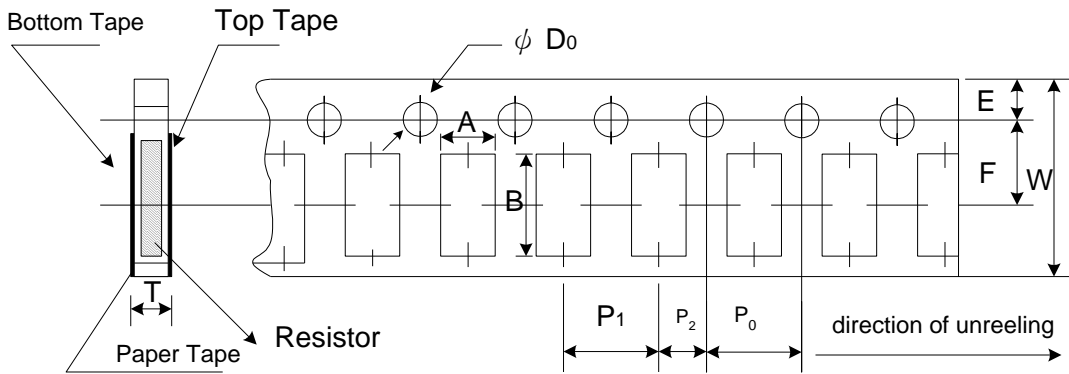 Bottom Tape
Top Tape
ϕ D0
E
A
F
W
B
T
P1
P2
P0
Resistor
direction of unreeling
Paper Tape